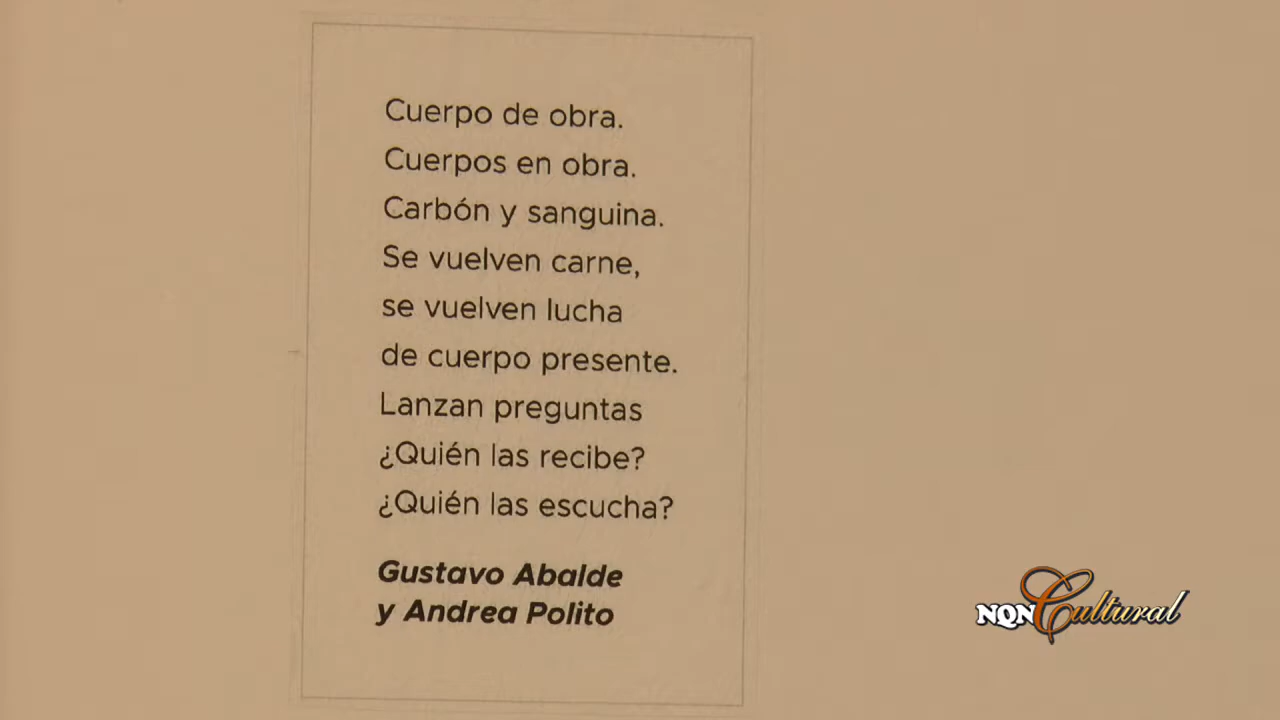 Cuerpo de obra.
Cuerpos en obra.
Carbón y sanguina.
Se vuelven carne,
se vuelven lucha
de cuerpo presente.
Lanzan preguntas
¿Quién las recibe?
¿Quién las escucha?
Gustavo Abalde
y Andrea Polito
NQN Cultural